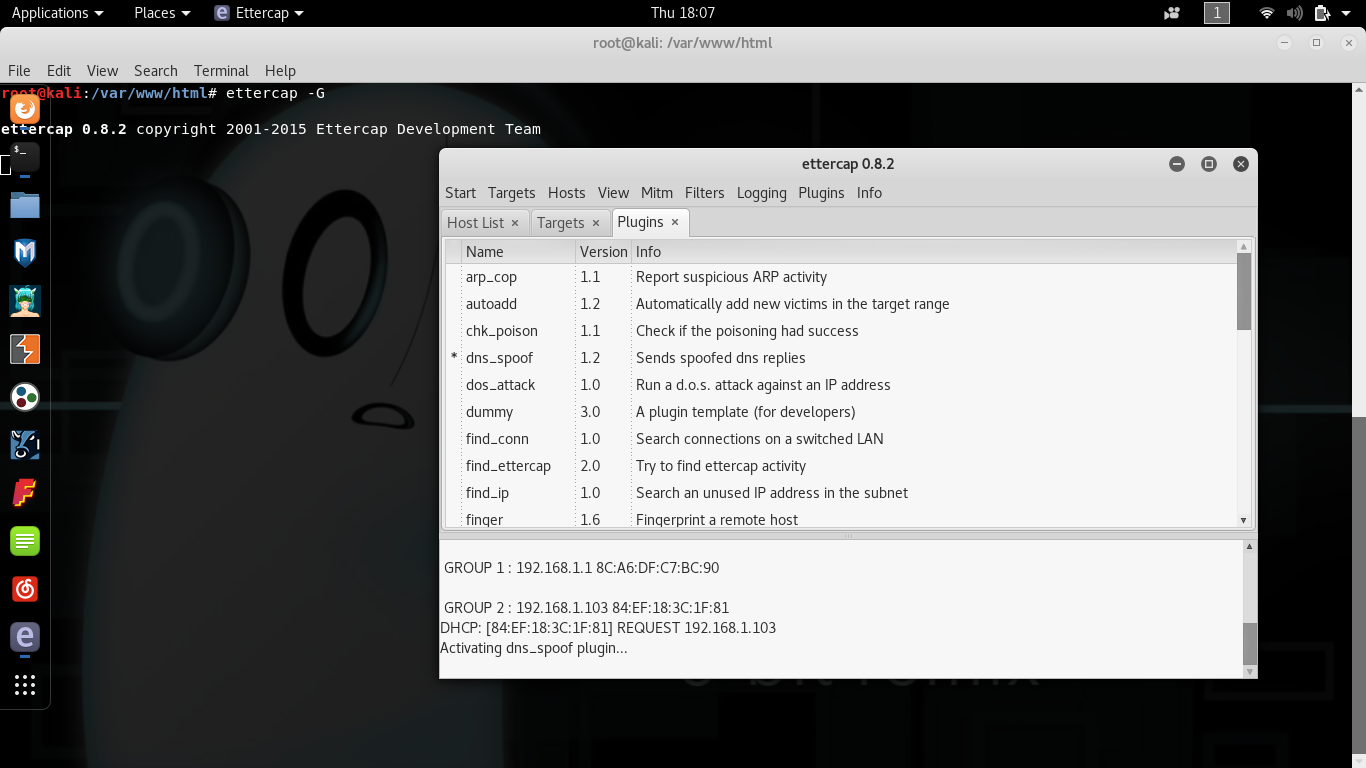 Applications Places Ettercap Thu 18:07 1
root@kali: /var/www/html
File Edit View Search Terminal Help
root@kali:/var/www/html# ettercap -G
ettercap 0.8.2 copyright 2001-2015 Ettercap Development Team
ettercap 0.8.2
Start Targets Hosts View Mitm Filters Logging Plugins Info
Host List × Targets × Plugins ×
Name Version Info
arp_cop 1.1 Report suspicious ARP activity
autoadd 1.2 Automatically add new victims in the target range
chk_poison 1.1 Check if the poisoning had success
* dns_spoof 1.2 Sends spoofed dns replies
dos_attack 1.0 Run a d.o.s. attack against an IP address
dummy 3.0 A plugin template (for developers)
find_conn 1.0 Search connections on a switched LAN
find_ettercap 2.0 Try to find ettercap activity
find_ip 1.0 Search an unused IP address in the subnet
finger 1.6 Fingerprint a remote host
GROUP 1 : 192.168.1.1 8C:A6:DF:C7:BC:90
GROUP 2 : 192.168.1.103 84:EF:18:3C:1F:81
DHCP: [84:EF:18:3C:1F:81] REQUEST 192.168.1.103
Activating dns_spoof plugin...